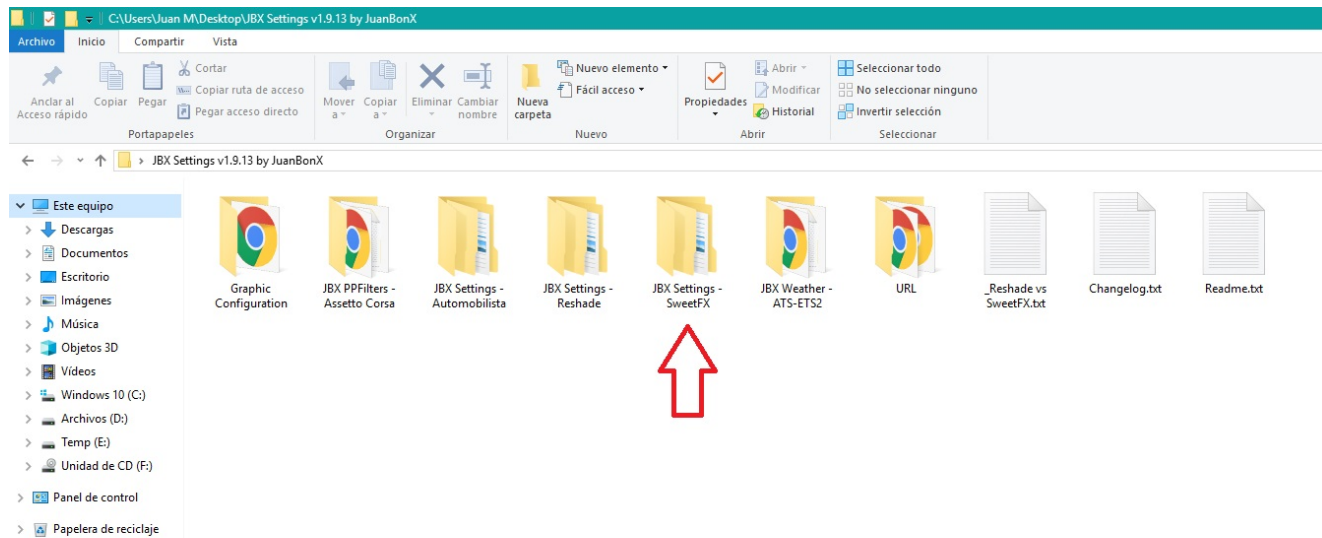 C:\Users\Juan M\Desktop\JBX Settings v1.9.13 by JuanBonX
Archivo Inicio Compartir Vista
Anclar al
Acceso rápido
Copiar
Pegar
Cortar
Copiar ruta de acceso
Pegar acceso directo
Portapapeles
Mover
a
Copiar
a
Eliminar
Cambiar
nombre
Organizar
Nueva
carpeta
Nuevo elemento
Fácil acceso
Nuevo
Propiedades
Abrir
Modificar
Historial
Abrir
Seleccionar todo
No seleccionar ninguno
Invertir selección
Seleccionar
JBX Settings v1.9.13 by JuanBonX
Este equipo
Descargas
Documentos
Escritorio
Imágenes
Música
Objetos 3D
Vídeos
Windows 10 (C:)
Archivos (D:)
Temp (E:)
Unidad de CD (F:)
Panel de control
Papelera de reciclaje
Graphic
Configuration
JBX PPFilters -
Assetto Corsa
JBX Settings -
Automobilista
JBX Settings -
Reshade
JBX Settings -
SweetFX
JBX Weather -
ATS-ETS2
URL
_Reshade vs
SweetFX.txt
Changelog.txt
Readme.txt